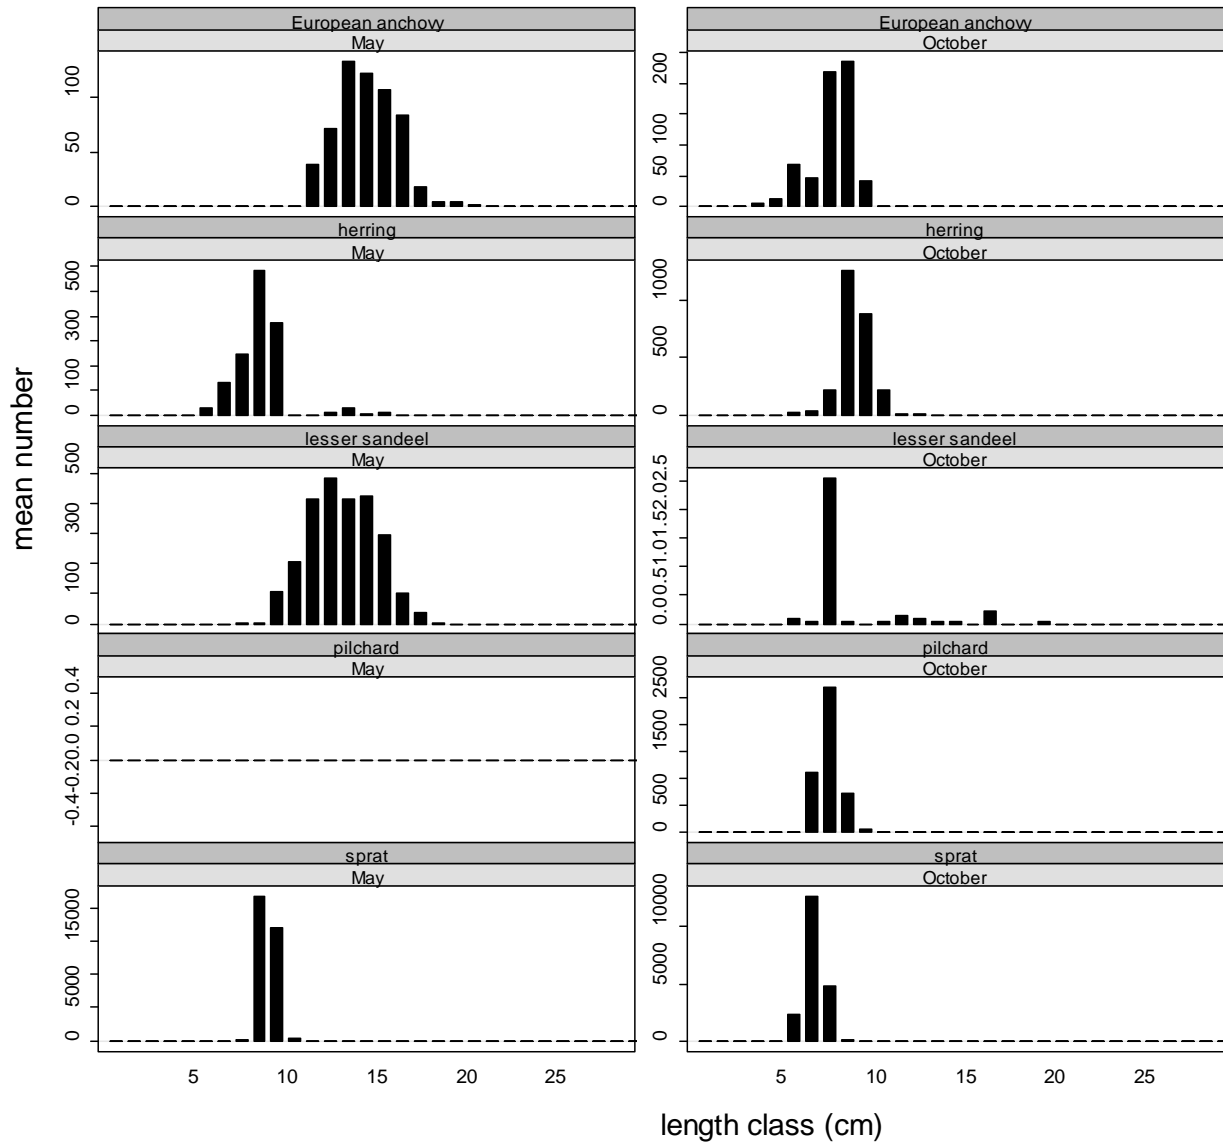 European anchovy
May
0 50 100
European anchovy
October
0 50 100 200
herring
May
0 100 300 500
herring
October
0 500 1000
lesser sandeel
May
0 100 300 500
lesser sandeel
October
0.00.51.01.52.02.5
pilchard
May
-0.4-0.20.0 0.2 0.4
pilchard
October
0 500 1500 2500
sprat
May
0 5000 15000
sprat
October
0 5000 10000
5 10 15 20 25
5 10 15 20 25
mean number
length class (cm)